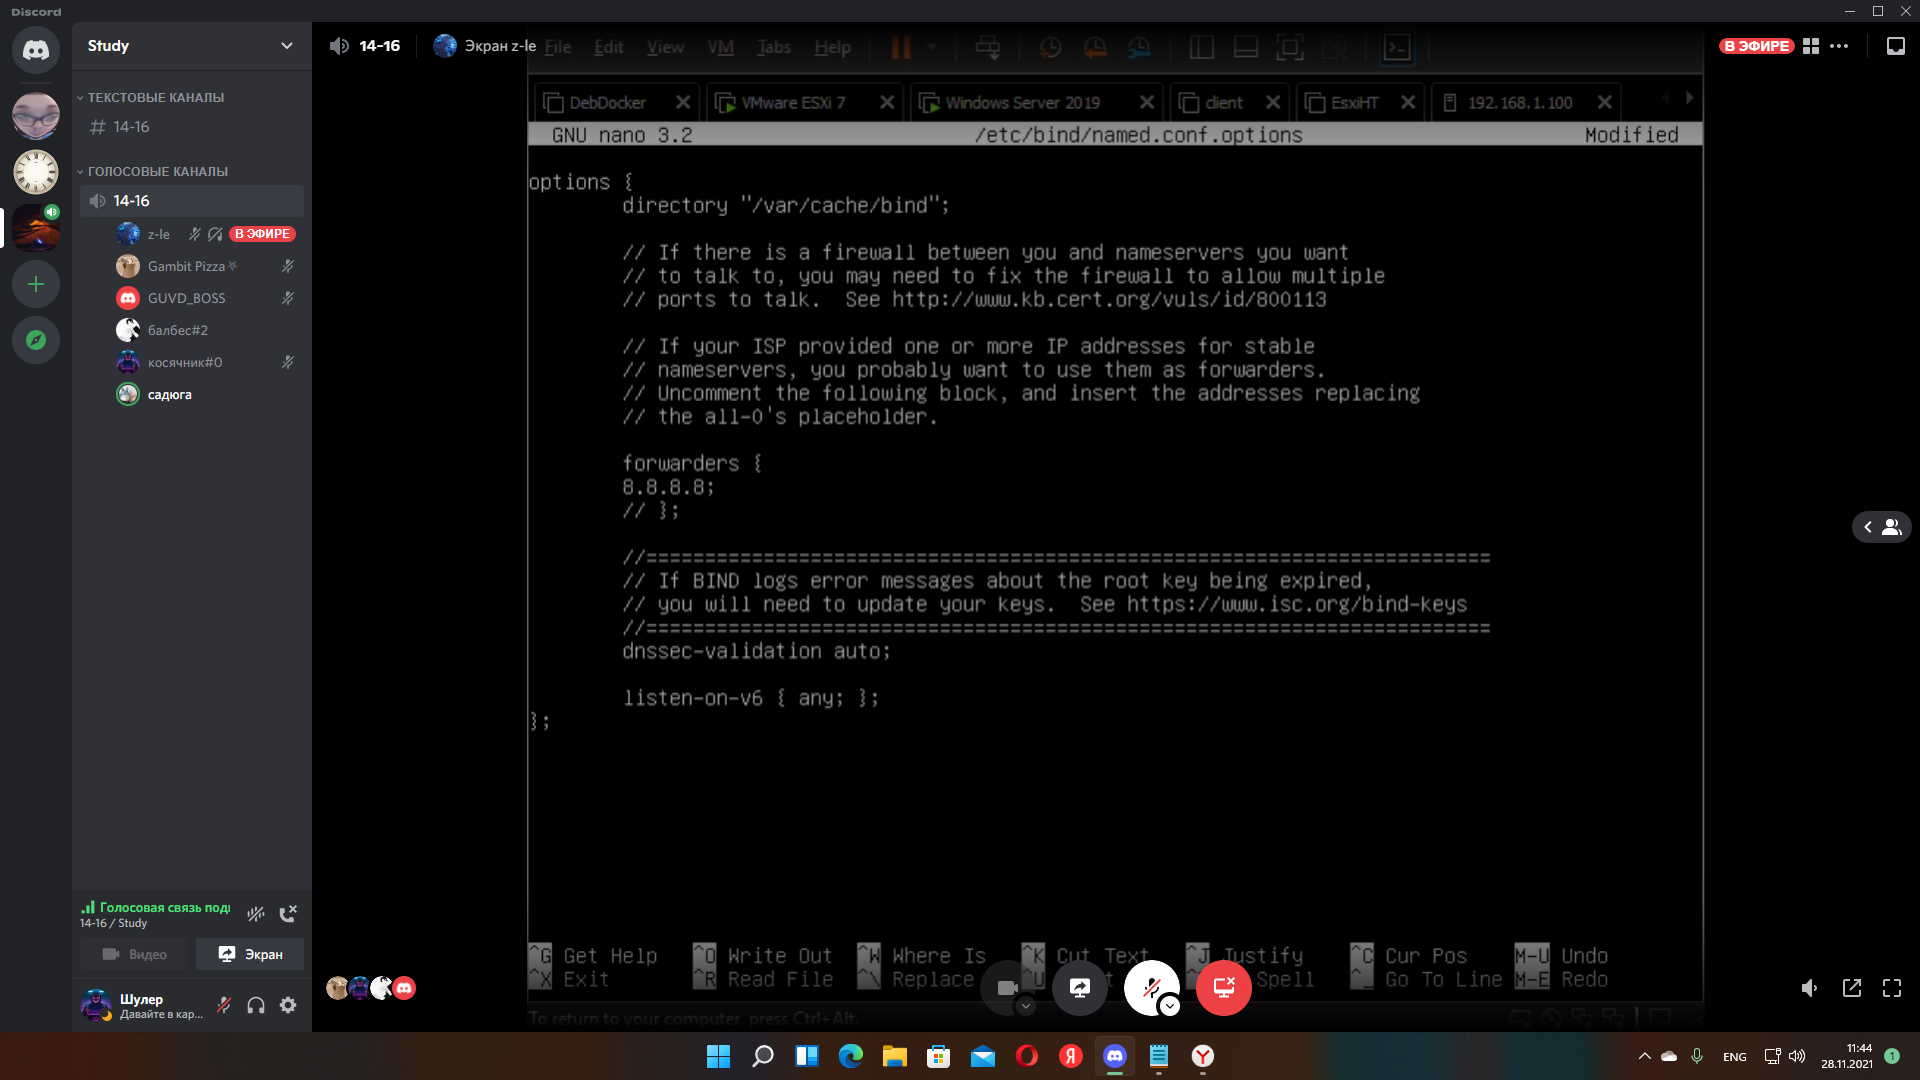 Discord
Study
ТЕКСТОВЫЕ КАНАЛЫ
14-16
ГОЛОСОВЫЕ КАНАЛЫ
14-16
z-le В ЭФИРЕ
Gambit Pizza
GUVD_BOSS
балбес#2
косячник#0
садюга
Голосовая связь под
14-16 / Study
Видео Экран
Шулер
Давайте в кар...
14-16 Экран z-le
В ЭФИРЕ
File Edit View VM Tabs Help
DebDocker VMware ESXi 7 Windows Server 2019 client EsxiHT 192.168.1.100
GNU nano 3.2 /etc/bind/named.conf.options Modified
options {
directory "/var/cache/bind";
// If there is a firewall between you and nameservers you want
// to talk to, you may need to fix the firewall to allow multiple
// ports to talk.  See http://www.kb.cert.org/vuls/id/800113
// If your ISP provided one or more IP addresses for stable
// nameservers, you probably want to use them as forwarders.
// Uncomment the following block, and insert the addresses replacing
// the all-0's placeholder.
forwarders {
8.8.8.8;
// };
//========================================================================
// If BIND logs error messages about the root key being expired,
// you will need to update your keys.  See https://www.isc.org/bind-keys
//========================================================================
dnssec-validation auto;
listen-on-v6 { any; };
};
^G Get Help ^O Write Out ^W Where Is ^K Cut Text ^J Justify ^C Cur Pos M-U Undo
^X Exit ^R Read File ^\ Replace ^U Spell ^_ Go To Line M-E Redo
To return to your computer, press Ctrl+Alt.
ENG
11:44
28.11.2021
1